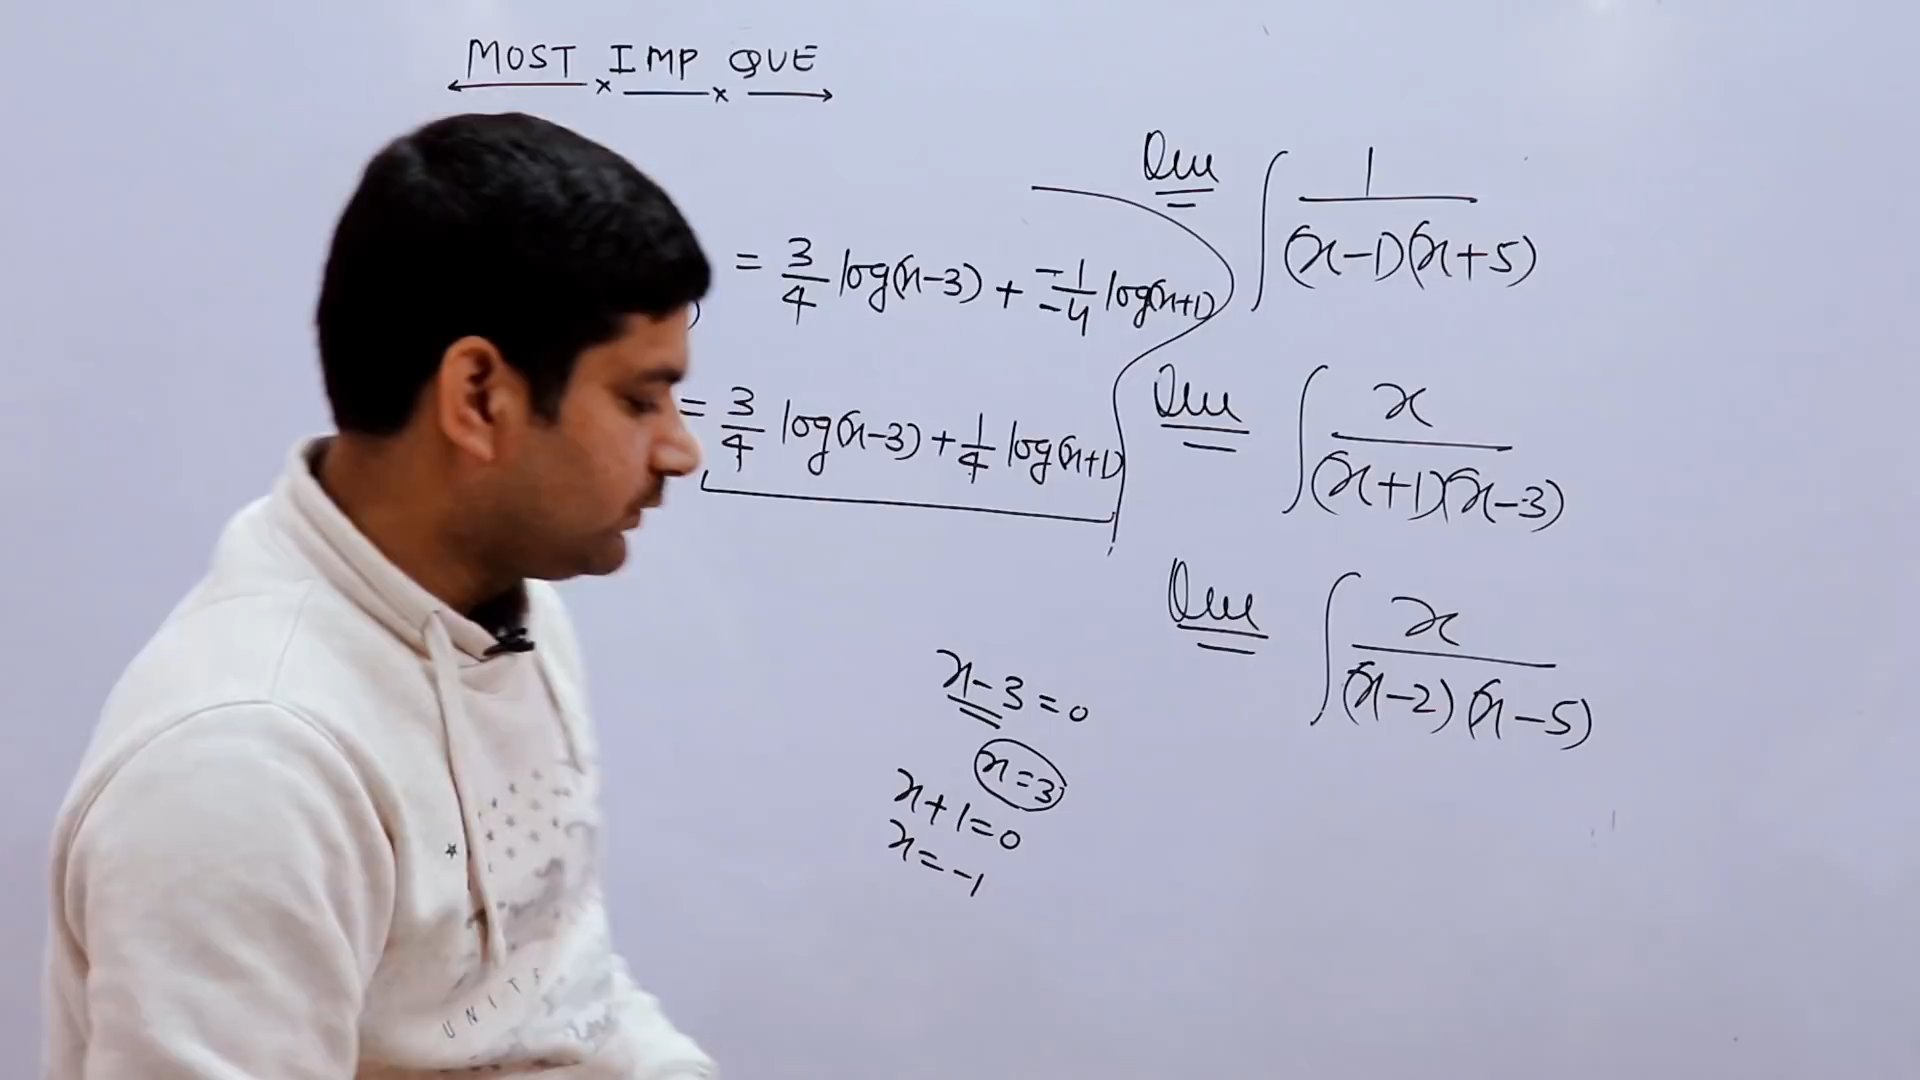 MOST IMP QUE
= 3/4 log(x-3) + -1/-4 log(x+1)
= 3/4 log(x-3) + 1/4 log(x+1)
x-3=0
x=3
x+1=0
x=-1
Que ∫ 1/(x-1)(x+5)
Que ∫ x/(x+1)(x-3)
Que ∫ x/(x-2)(x-5)
UNITE